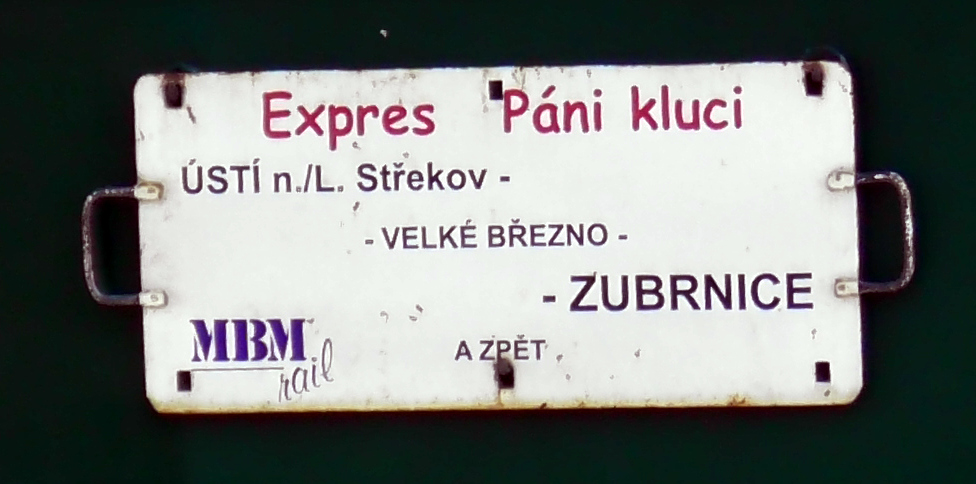 Expres Páni kluci
ÚSTÍ n./L. Střekov -
- VELKÉ BŘEZNO -
- ZUBRNICE
A ZPĚT
MBM
rail